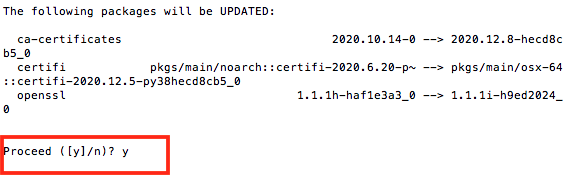 The following packages will be UPDATED:
ca-certificates 2020.10.14-0 --> 2020.12.8-hecd8c
b5_0
certifi pkgs/main/noarch::certifi-2020.6.20-p~ --> pkgs/main/osx-64
::certifi-2020.12.5-py38hecd8cb5_0
openssl 1.1.1h-haf1e3a3_0 --> 1.1.1i-h9ed2024_
0
Proceed ([y]/n)? y